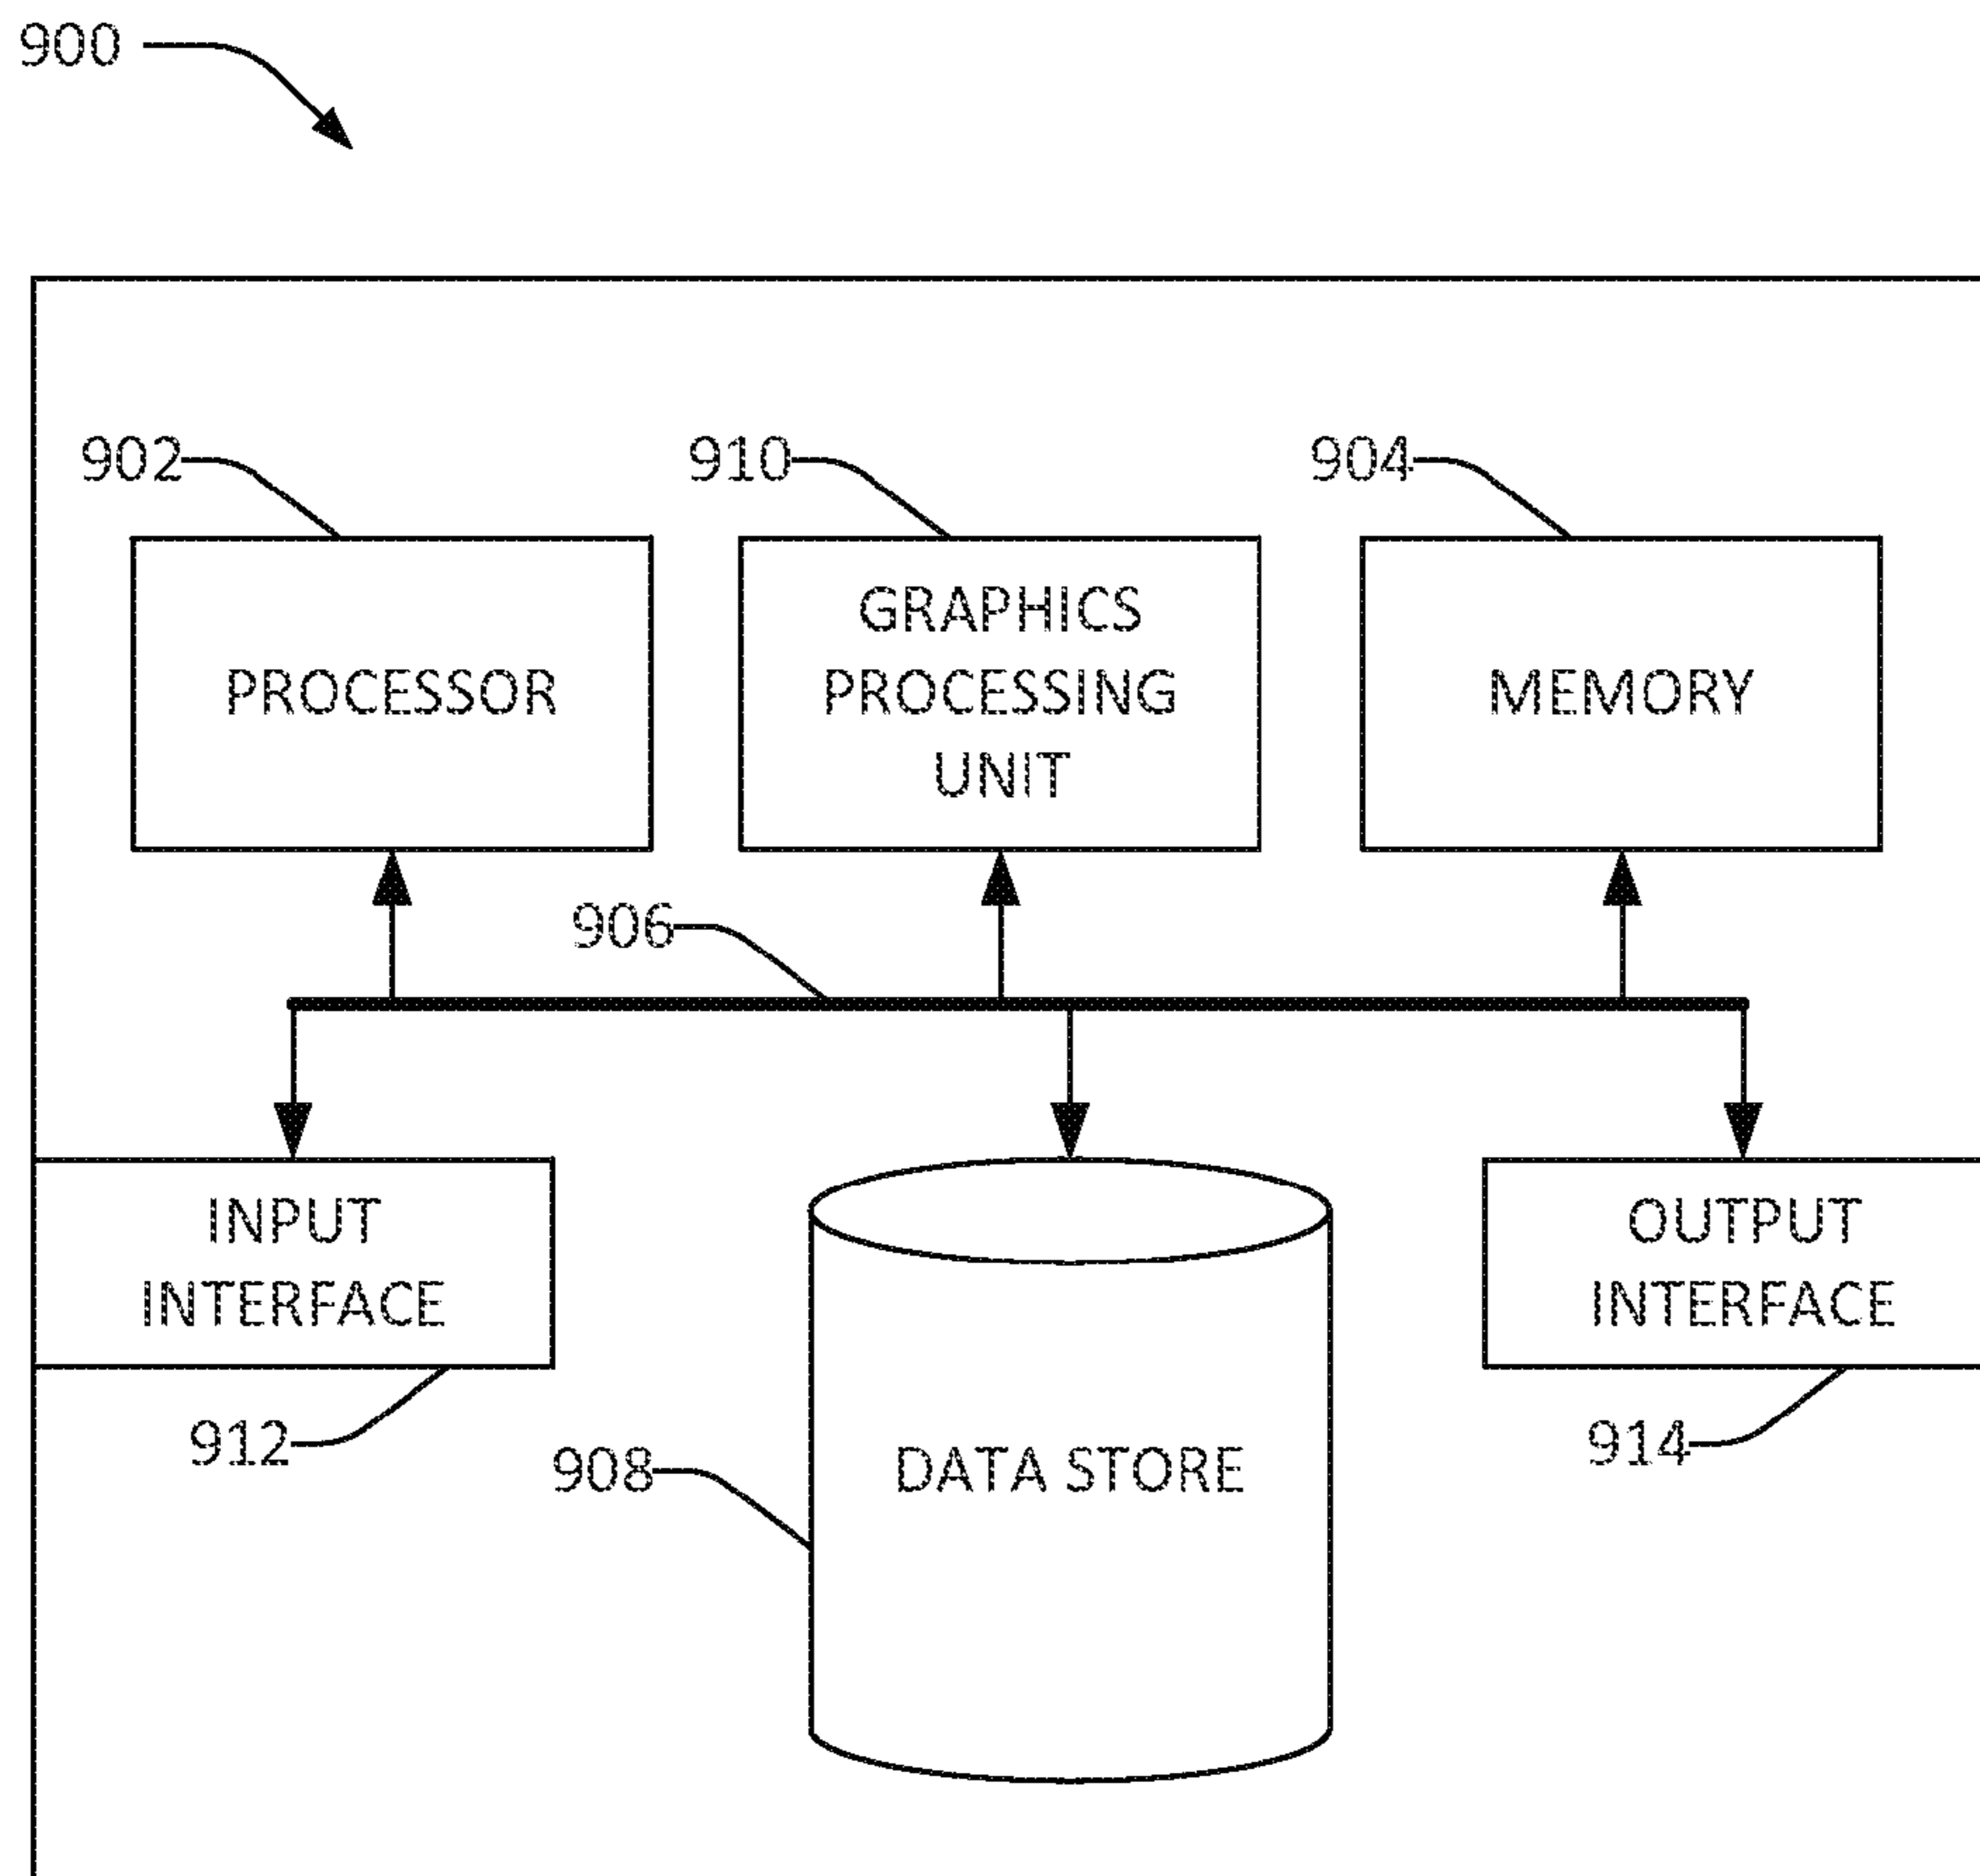 900
902
910
904
PROCESSOR
GRAPHICS
PROCESSING
UNIT
MEMORY
906
INPUT
INTERFACE
OUTPUT
INTERFACE
912
908
DATA STORE
914